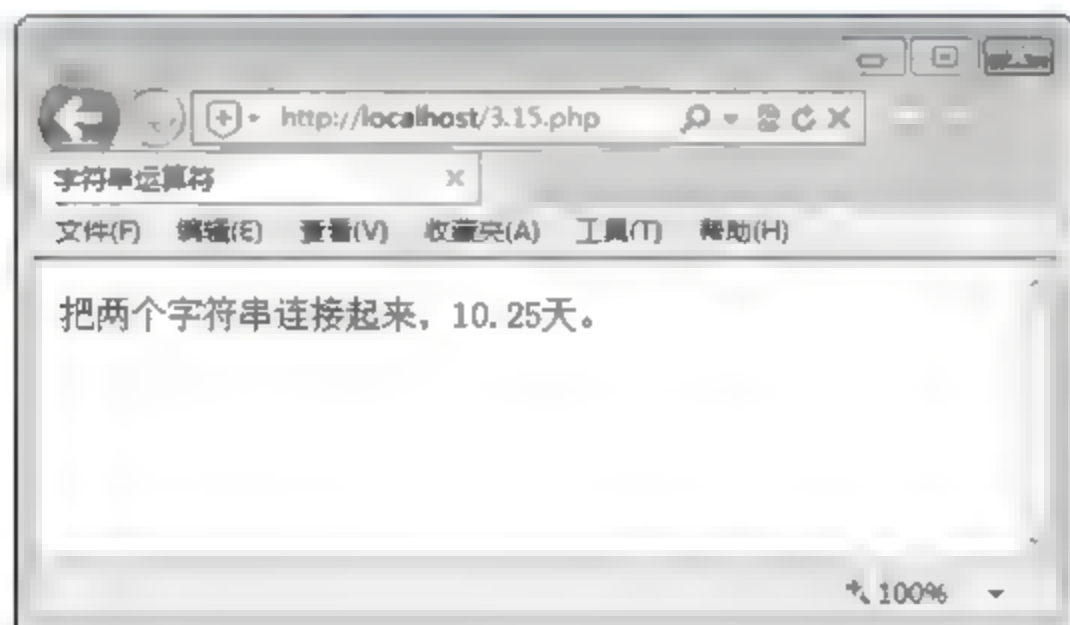 http://localhost/3.15.php
字符串运算符
文件(F) 编辑(E) 查看(V) 收藏夹(A) 工具(T) 帮助(H)
把两个字符串连接起来，10.25天。
100%